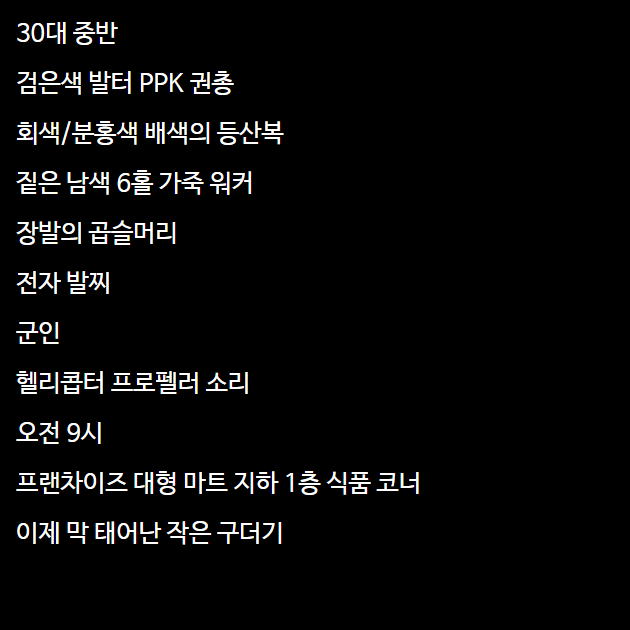 30대 중반
검은색 발터 PPK 권총
회색/분홍색 배색의 등산복
짙은 남색 6홀 가죽 워커
장발의 곱슬머리
전자 발찌
군인
헬리콥터 프로펠러 소리
오전 9시
프랜차이즈 대형 마트 지하 1층 식품 코너
이제 막 태어난 작은 구더기